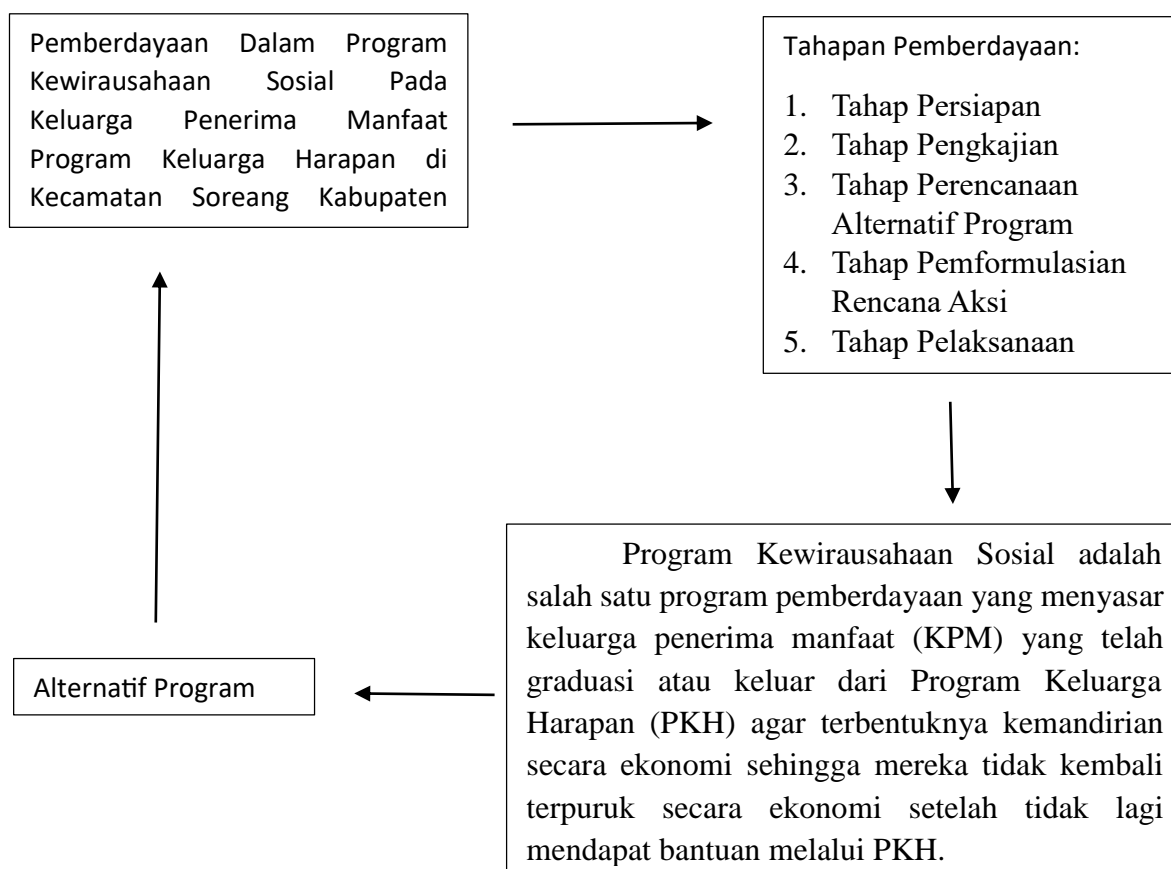 Pemberdayaan Dalam Program
Kewirausahaan Sosial Pada
Keluarga Penerima Manfaat
Program Keluarga Harapan di
Kecamatan Soreang Kabupaten
Tahapan Pemberdayaan:
1. Tahap Persiapan
2. Tahap Pengkajian
3. Tahap Perencanaan
Alternatif Program
4. Tahap Pemformulasian
Rencana Aksi
5. Tahap Pelaksanaan
Program Kewirausahaan Sosial adalah
salah satu program pemberdayaan yang menyasar
keluarga penerima manfaat (KPM) yang telah
graduasi atau keluar dari Program Keluarga
Harapan (PKH) agar terbentuknya kemandirian
secara ekonomi sehingga mereka tidak kembali
terpuruk secara ekonomi setelah tidak lagi
mendapat bantuan melalui PKH.
Alternatif Program